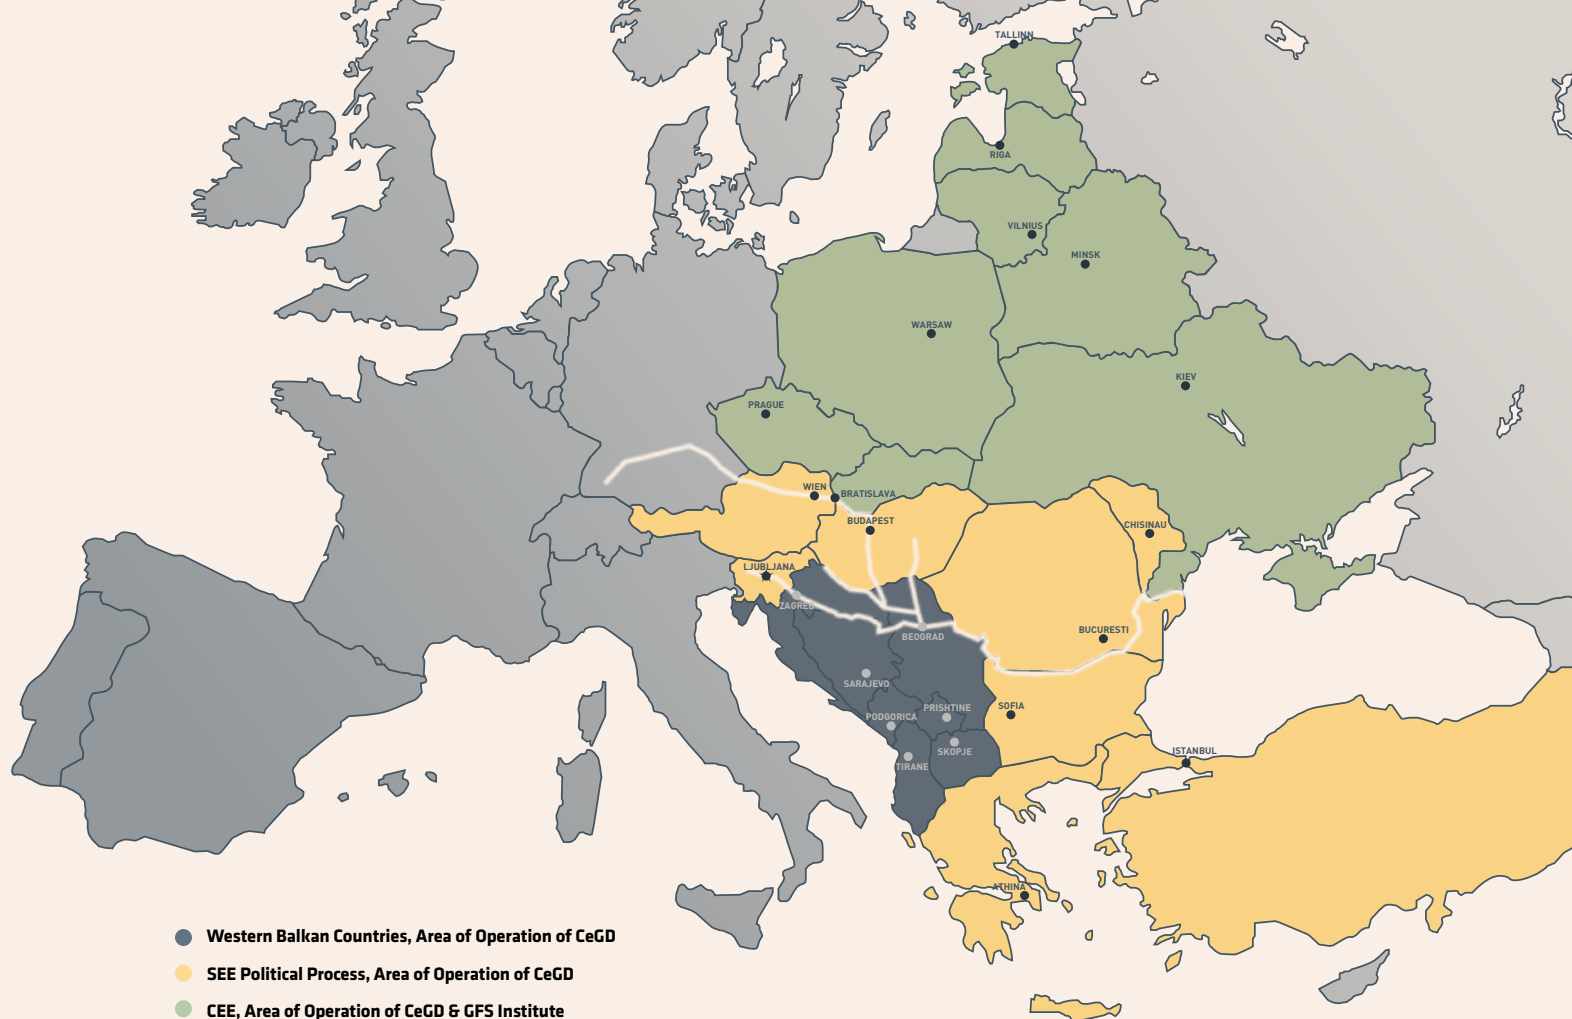 TALLINN
RIGA
VILNIUS
MINSK
WARSAW
KIEV
PRAGUE
WIEN
BRATISLAVA
BUDAPEST
CHISINAU
LJUBLJANA
ZAGREB
BEOGRAD
BUCURESTI
SARAJEVO
PRISHTINE
SOFIA
PODGORICA
SKOPJE
ISTANBUL
TIRANE
ATHINA
Western Balkan Countries, Area of Operation of CeGD
SEE Political Process, Area of Operation of CeGD
CEE, Area of Operation of CeGD & GFS Institute